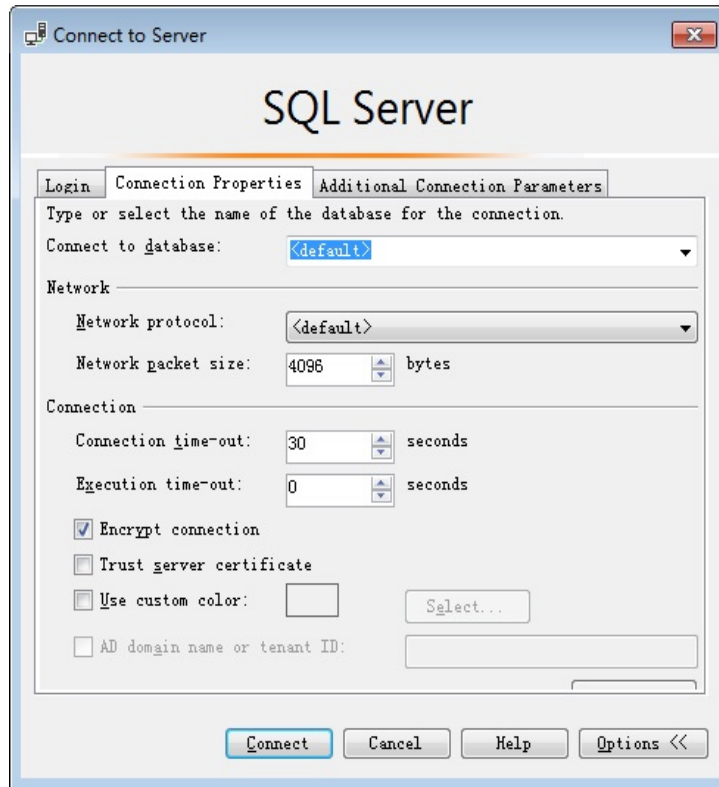 Connect to Server
SQL Server
Login Connection Properties Additional Connection Parameters
Type or select the name of the database for the connection.
Connect to database: <default>
Network
Network protocol: <default>
Network packet size: 4096 bytes
Connection
Connection time-out: 30 seconds
Execution time-out: 0 seconds
Encrypt connection
Trust server certificate
Use custom color: Select...
AD domain name or tenant ID:
Connect Cancel Help Options <<